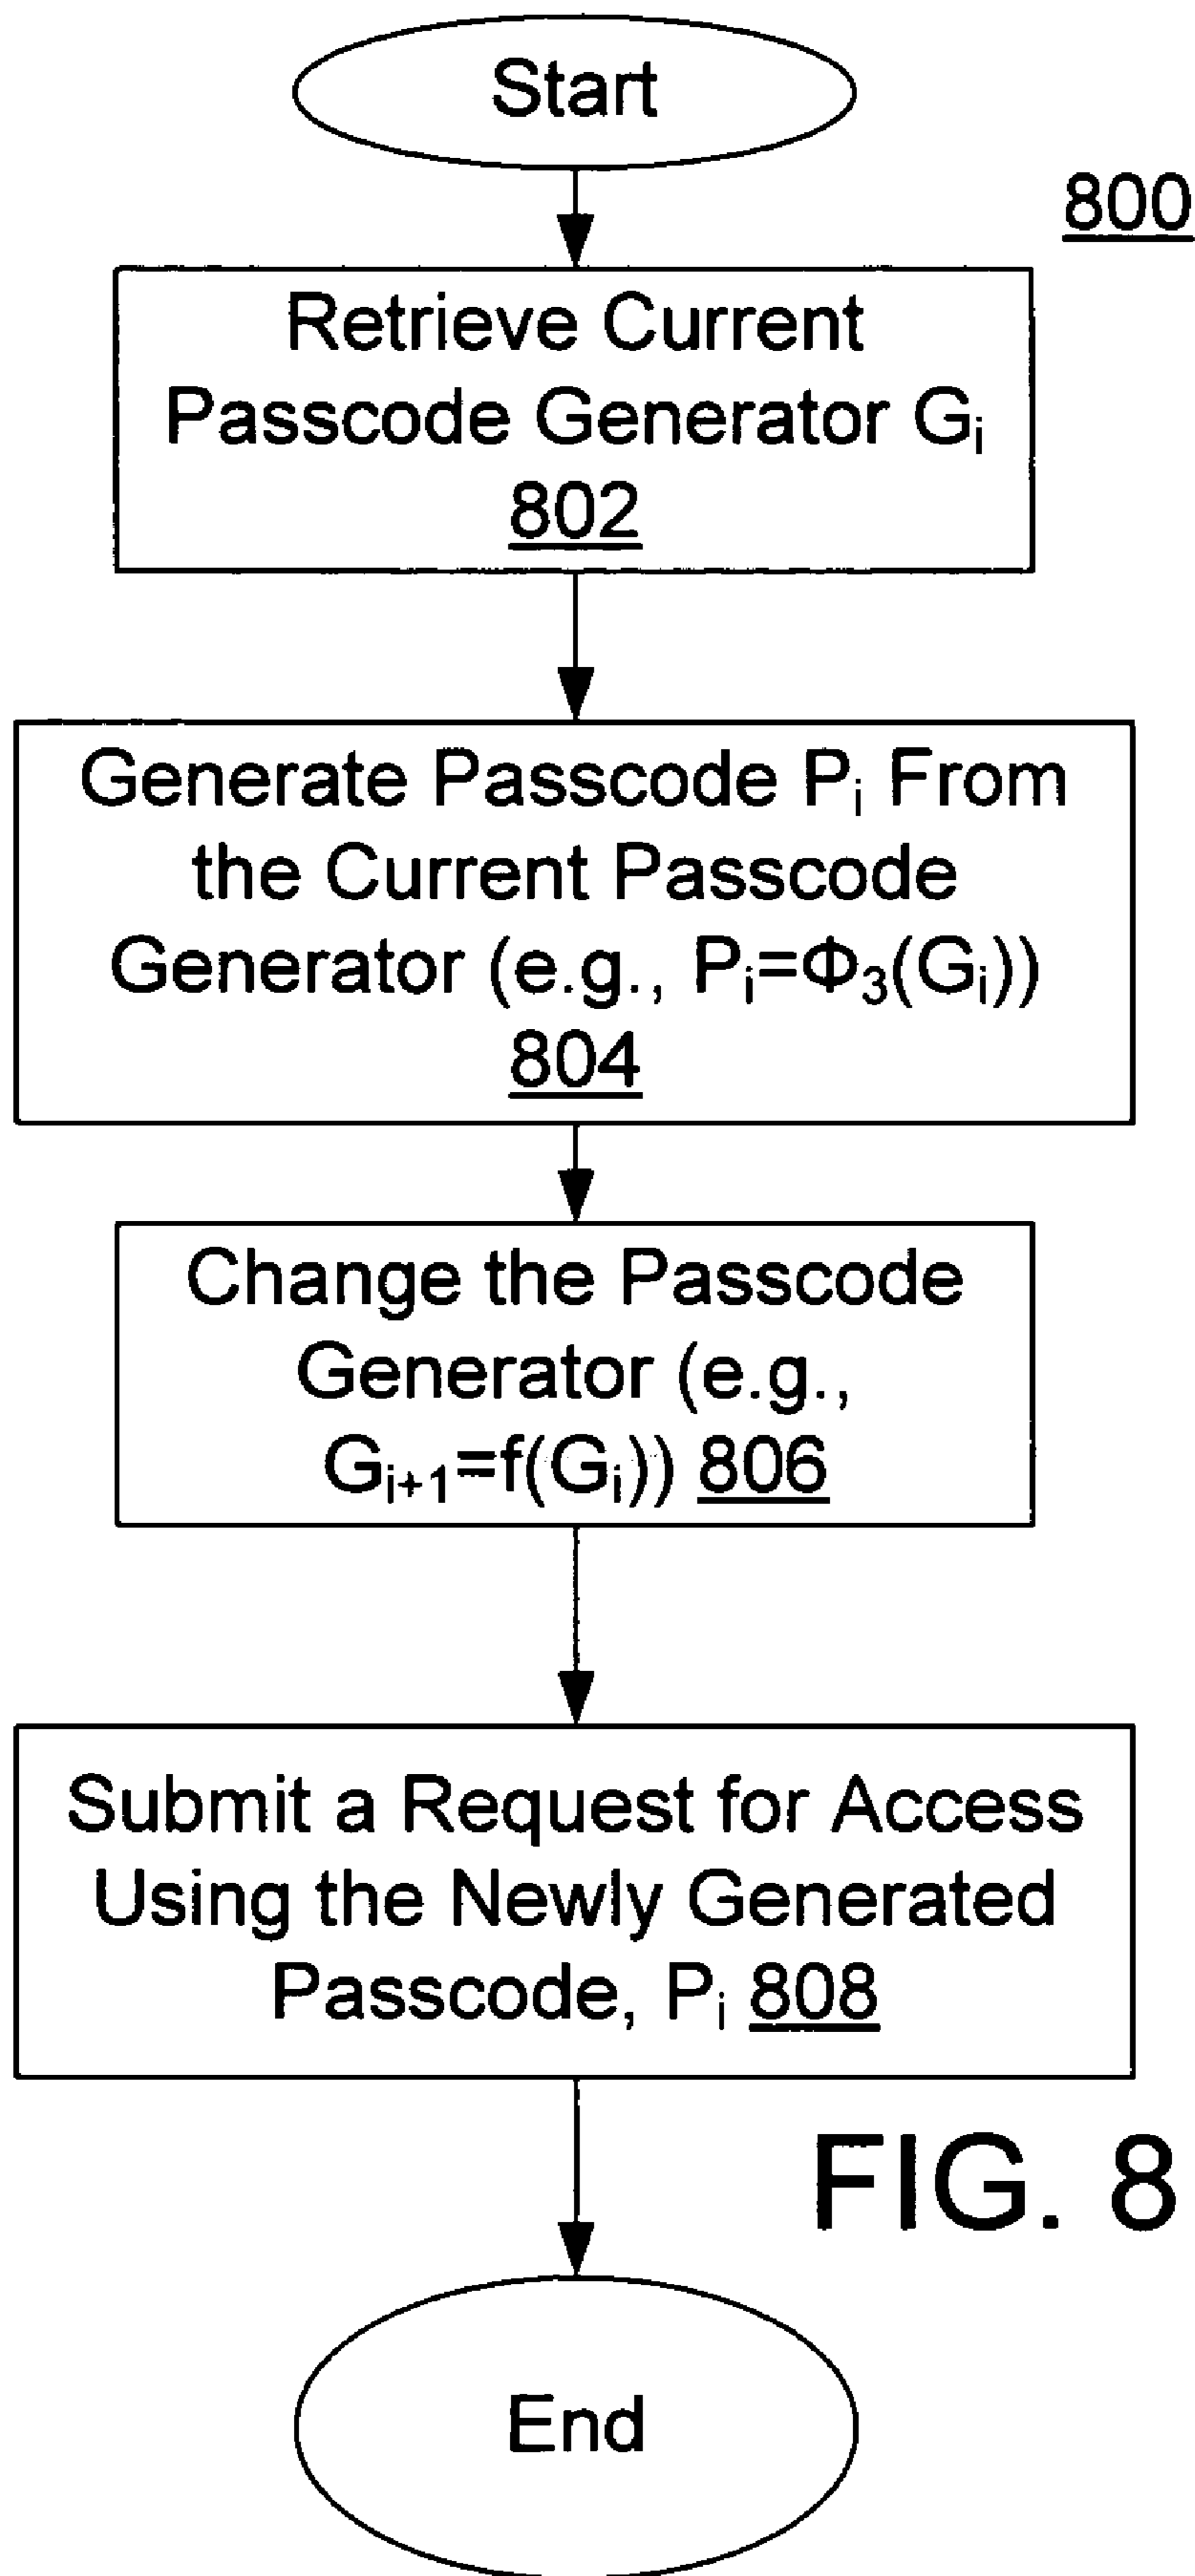 Start
800
Retrieve Current
Passcode Generator Gᵢ
802
Generate Passcode Pᵢ From
the Current Passcode
Generator (e.g., Pᵢ=Φ₃(Gᵢ))
804
Change the Passcode
Generator (e.g.,
Gᵢ₊₁=f(Gᵢ)) 806
Submit a Request for Access
Using the Newly Generated
Passcode, Pᵢ 808
FIG. 8
End